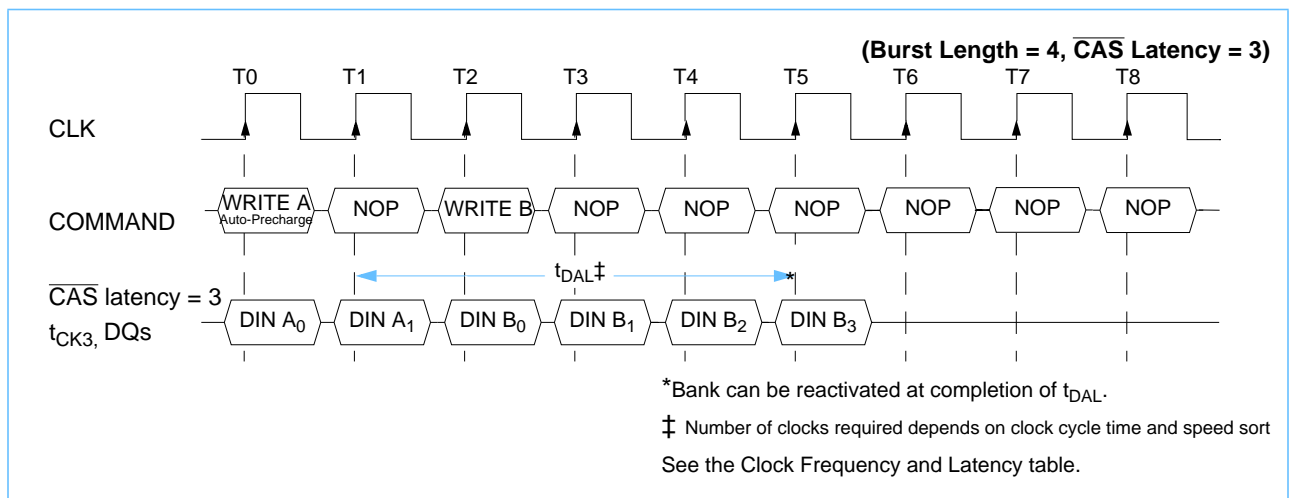 (Burst Length = 4, CAS Latency = 3)
T0 T1 T2 T3 T4 T5 T6 T7 T8
CLK
COMMAND
WRITE A
Auto-Precharge
NOP
WRITE B
NOP
NOP
NOP
NOP
NOP
NOP
tDAL‡
*
CAS latency = 3
tCK3, DQs
DIN A0
DIN A1
DIN B0
DIN B1
DIN B2
DIN B3
*Bank can be reactivated at completion of tDAL.
‡ Number of clocks required depends on clock cycle time and speed sort
See the Clock Frequency and Latency table.